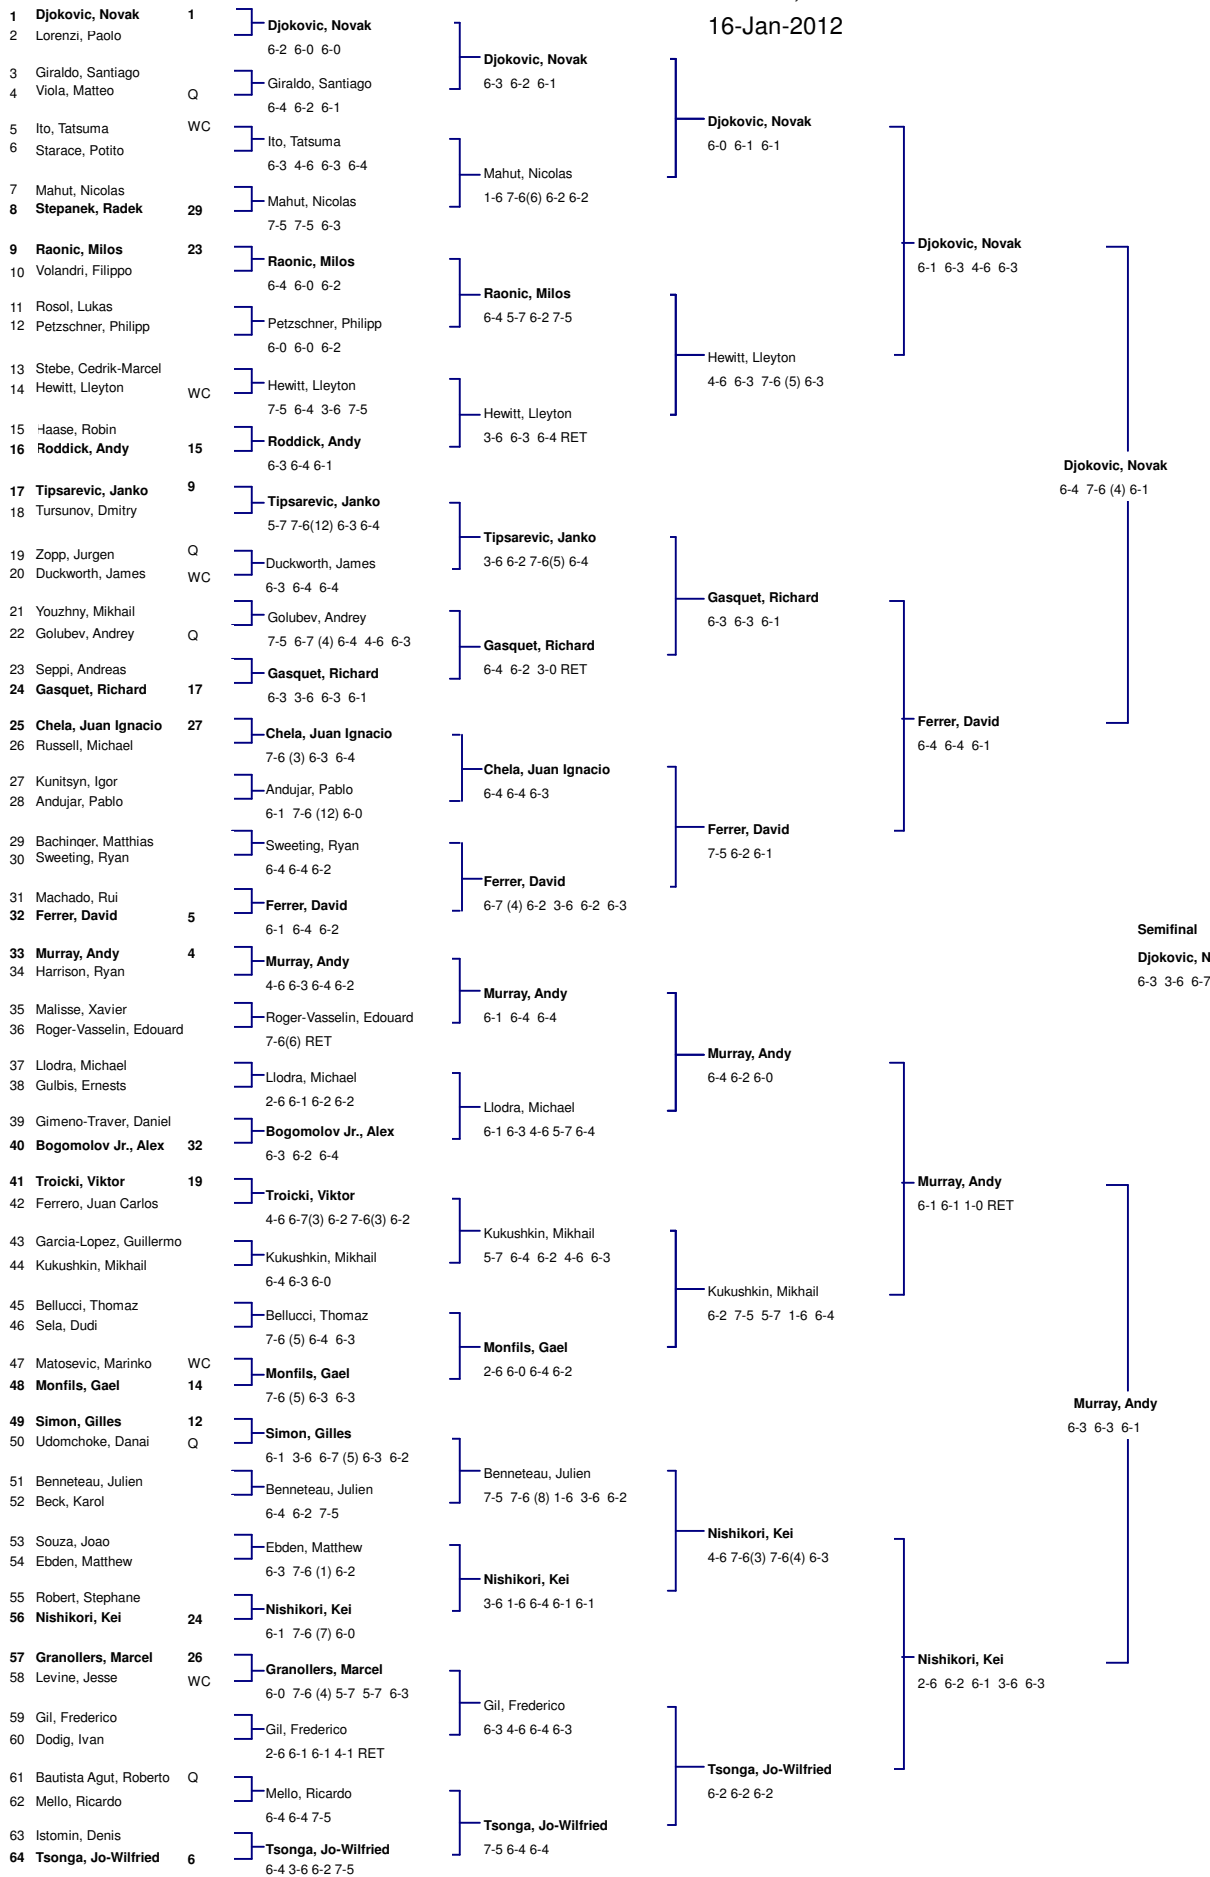 16-Jan-2012
1 Djokovic, Novak 1
2 Lorenzi, Paolo
3 Giraldo, Santiago
4 Viola, Matteo Q
5 Ito, Tatsuma WC
6 Starace, Potito
7 Mahut, Nicolas
8 Stepanek, Radek 29
9 Raonic, Milos 23
10 Volandri, Filippo
11 Rosol, Lukas
12 Petzschner, Philipp
13 Stebe, Cedrik-Marcel
14 Hewitt, Lleyton WC
15 Haase, Robin
16 Roddick, Andy 15
17 Tipsarevic, Janko 9
18 Tursunov, Dmitry
19 Zopp, Jurgen Q
20 Duckworth, James WC
21 Youzhny, Mikhail
22 Golubev, Andrey Q
23 Seppi, Andreas
24 Gasquet, Richard 17
25 Chela, Juan Ignacio 27
26 Russell, Michael
27 Kunitsyn, Igor
28 Andujar, Pablo
29 Bachinger, Matthias
30 Sweeting, Ryan
31 Machado, Rui
32 Ferrer, David 5
33 Murray, Andy 4
34 Harrison, Ryan
35 Malisse, Xavier
36 Roger-Vasselin, Edouard
37 Llodra, Michael
38 Gulbis, Ernests
39 Gimeno-Traver, Daniel
40 Bogomolov Jr., Alex 32
41 Troicki, Viktor 19
42 Ferrero, Juan Carlos
43 Garcia-Lopez, Guillermo
44 Kukushkin, Mikhail
45 Bellucci, Thomaz
46 Sela, Dudi
47 Matosevic, Marinko WC
48 Monfils, Gael 14
49 Simon, Gilles 12
50 Udomchoke, Danai Q
51 Benneteau, Julien
52 Beck, Karol
53 Souza, Joao
54 Ebden, Matthew
55 Robert, Stephane
56 Nishikori, Kei 24
57 Granollers, Marcel 26
58 Levine, Jesse WC
59 Gil, Frederico
60 Dodig, Ivan
61 Bautista Agut, Roberto Q
62 Mello, Ricardo
63 Istomin, Denis
64 Tsonga, Jo-Wilfried 6
Djokovic, Novak
6-2 6-0 6-0
Giraldo, Santiago
6-4 6-2 6-1
Ito, Tatsuma
6-3 4-6 6-3 6-4
Mahut, Nicolas
7-5 7-5 6-3
Raonic, Milos
6-4 6-0 6-2
Petzschner, Philipp
6-0 6-0 6-2
Hewitt, Lleyton
7-5 6-4 3-6 7-5
Roddick, Andy
6-3 6-4 6-1
Tipsarevic, Janko
5-7 7-6(12) 6-3 6-4
Duckworth, James
6-3 6-4 6-4
Golubev, Andrey
7-5 6-7 (4) 6-4 4-6 6-3
Gasquet, Richard
6-3 3-6 6-3 6-1
Chela, Juan Ignacio
7-6 (3) 6-3 6-4
Andujar, Pablo
6-1 7-6 (12) 6-0
Sweeting, Ryan
6-4 6-4 6-2
Ferrer, David
6-1 6-4 6-2
Murray, Andy
4-6 6-3 6-4 6-2
Roger-Vasselin, Edouard
7-6(6) RET
Llodra, Michael
2-6 6-1 6-2 6-2
Bogomolov Jr., Alex
6-3 6-2 6-4
Troicki, Viktor
4-6 6-7(3) 6-2 7-6(3) 6-2
Kukushkin, Mikhail
6-4 6-3 6-0
Bellucci, Thomaz
7-6 (5) 6-4 6-3
Monfils, Gael
7-6 (5) 6-3 6-3
Simon, Gilles
6-1 3-6 6-7 (5) 6-3 6-2
Benneteau, Julien
6-4 6-2 7-5
Ebden, Matthew
6-3 7-6 (1) 6-2
Nishikori, Kei
6-1 7-6 (7) 6-0
Granollers, Marcel
6-0 7-6 (4) 5-7 5-7 6-3
Gil, Frederico
2-6 6-1 6-1 4-1 RET
Mello, Ricardo
6-4 6-4 7-5
Tsonga, Jo-Wilfried
6-4 3-6 6-2 7-5
Djokovic, Novak
6-3 6-2 6-1
Mahut, Nicolas
1-6 7-6(6) 6-2 6-2
Raonic, Milos
6-4 5-7 6-2 7-5
Hewitt, Lleyton
3-6 6-3 6-4 RET
Tipsarevic, Janko
3-6 6-2 7-6(5) 6-4
Gasquet, Richard
6-4 6-2 3-0 RET
Chela, Juan Ignacio
6-4 6-4 6-3
Ferrer, David
6-7 (4) 6-2 3-6 6-2 6-3
Murray, Andy
6-1 6-4 6-4
Llodra, Michael
6-1 6-3 4-6 5-7 6-4
Kukushkin, Mikhail
5-7 6-4 6-2 4-6 6-3
Monfils, Gael
2-6 6-0 6-4 6-2
Benneteau, Julien
7-5 7-6 (8) 1-6 3-6 6-2
Nishikori, Kei
3-6 1-6 6-4 6-1 6-1
Gil, Frederico
6-3 4-6 6-4 6-3
Tsonga, Jo-Wilfried
7-5 6-4 6-4
Djokovic, Novak
6-0 6-1 6-1
Hewitt, Lleyton
4-6 6-3 7-6 (5) 6-3
Gasquet, Richard
6-3 6-3 6-1
Ferrer, David
7-5 6-2 6-1
Murray, Andy
6-4 6-2 6-0
Kukushkin, Mikhail
6-2 7-5 5-7 1-6 6-4
Nishikori, Kei
4-6 7-6(3) 7-6(4) 6-3
Tsonga, Jo-Wilfried
6-2 6-2 6-2
Djokovic, Novak
6-1 6-3 4-6 6-3
Ferrer, David
6-4 6-4 6-1
Murray, Andy
6-1 6-1 1-0 RET
Nishikori, Kei
2-6 6-2 6-1 3-6 6-3
Djokovic, Novak
6-4 7-6 (4) 6-1
Murray, Andy
6-3 6-3 6-1
Semifinal
Djokovic, N
6-3 3-6 6-7